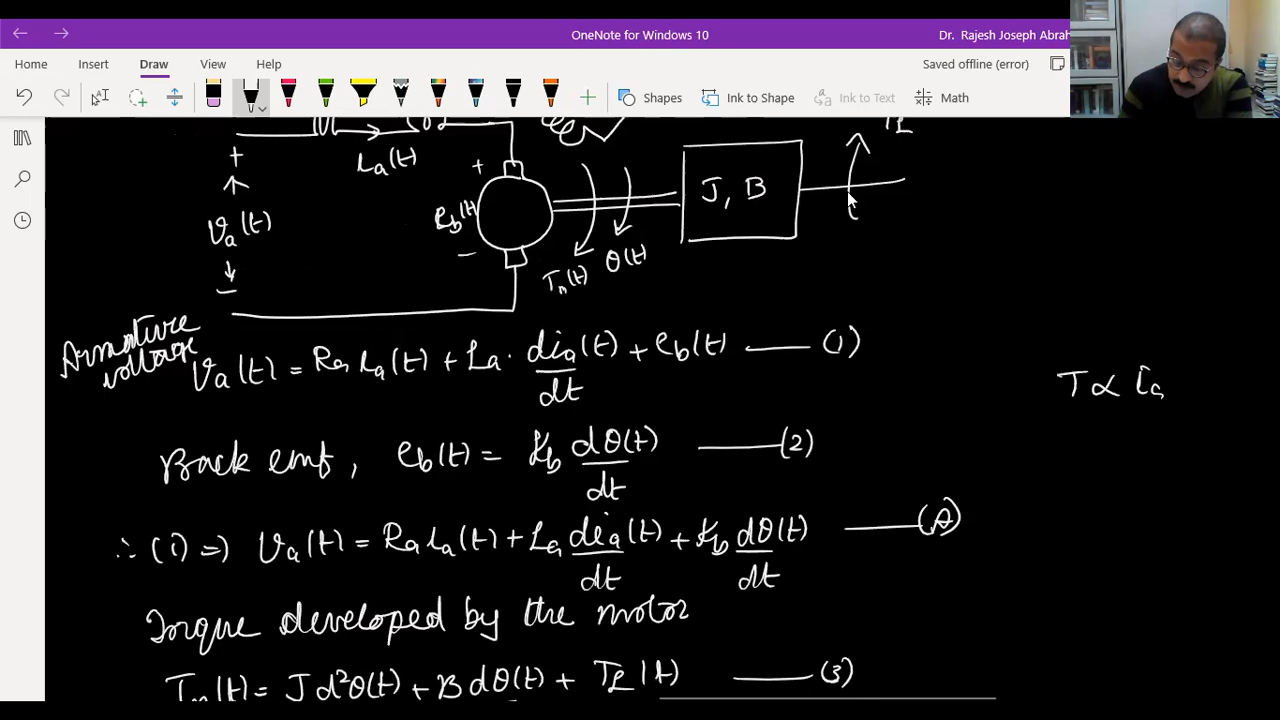 OneNote for Windows 10
Dr. Rajesh Joseph Abrah
Home Insert Draw View Help
Saved offline (error)
Shapes Ink to Shape Ink to Text Math
ia(t)
TL
+
Va(t)
−
+
eb(t)
−
Tm(t) θ(t)
J, B
Armature voltage
Va(t) = Ra ia(t) + La · dia(t)/dt + eb(t) —— (1)
T ∝ ia
Back emf, eb(t) = Kb dθ(t)/dt —— (2)
∴ (1) ⇒ Va(t) = Ra ia(t) + La dia(t)/dt + Kb dθ(t)/dt —— (A)
Torque developed by the motor
Tm(t) = J d²θ(t) + B dθ(t) + TL(t) —— (3)